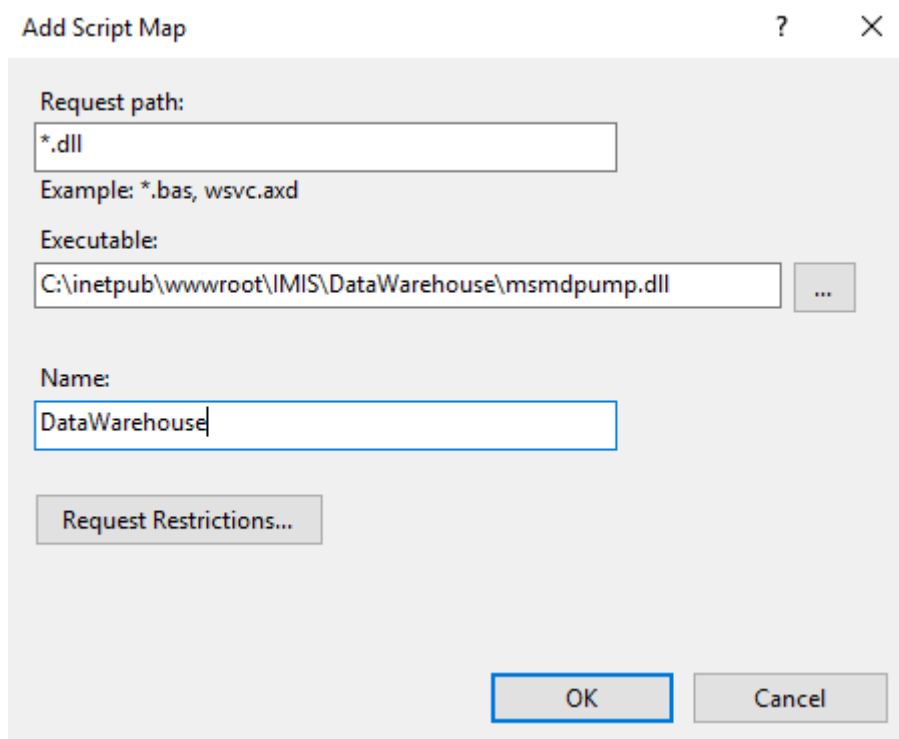 Add Script Map
?
Request path:
*.dll
Example: *.bas, wsvc.axd
Executable:
C:\inetpub\wwwroot\IMIS\DataWarehouse\msmdpump.dll
...
Name:
DataWarehouse
Request Restrictions...
OK
Cancel